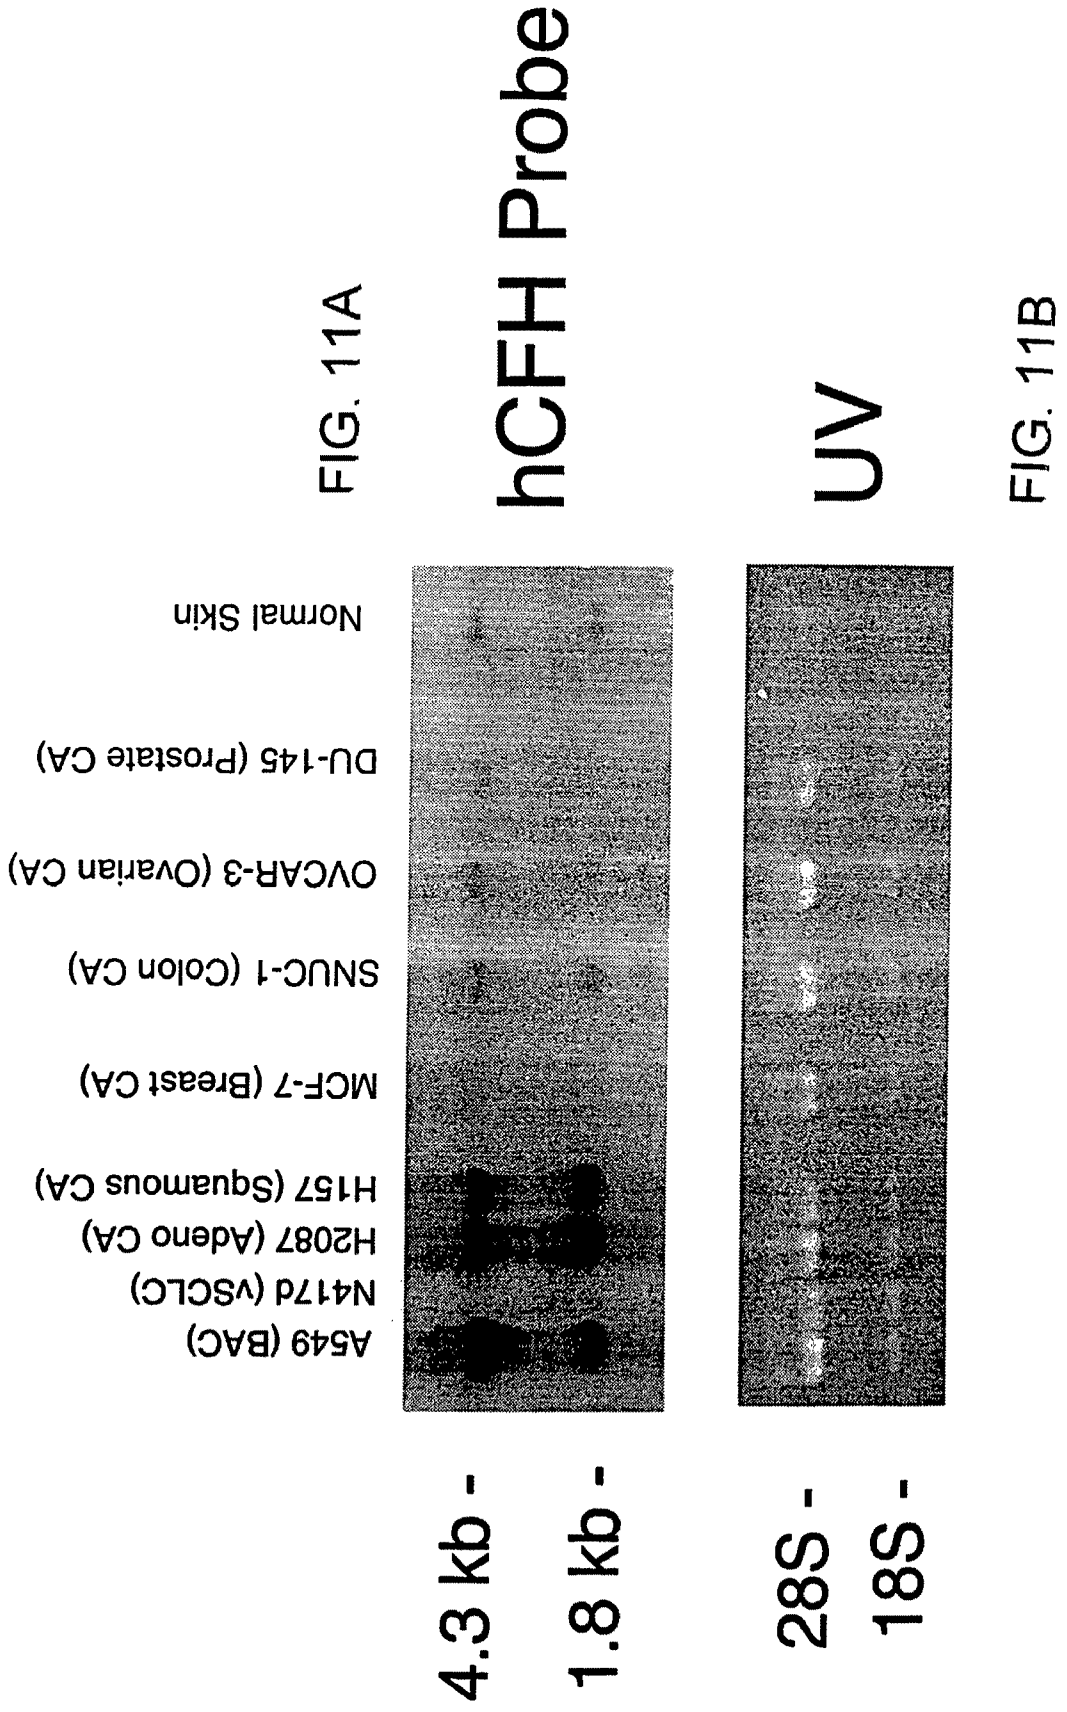 FIG. 11A
A549 (BAC)
N417d (vSCLC)
H2087 (Adeno CA)
H157 (Squamous CA)
MCF-7 (Breast CA)
SNUC-1 (Colon CA)
OVCAR-3 (Ovarian CA)
DU-145 (Prostate CA)
Normal Skin
4.3 kb -
1.8 kb -
hCFH Probe
28S -
18S -
UV
FIG. 11B